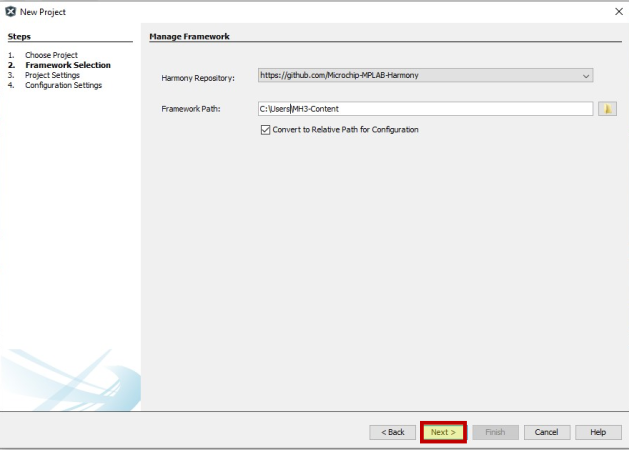 New Project
Steps
1. Choose Project
2. Framework Selection
3. Project Settings
4. Configuration Settings
Manage Framework
Harmony Repository: https://github.com/Microchip-MPLAB-Harmony
Framework Path: C:\Users\MH3-Content
Convert to Relative Path for Configuration
< Back Next > Finish Cancel Help